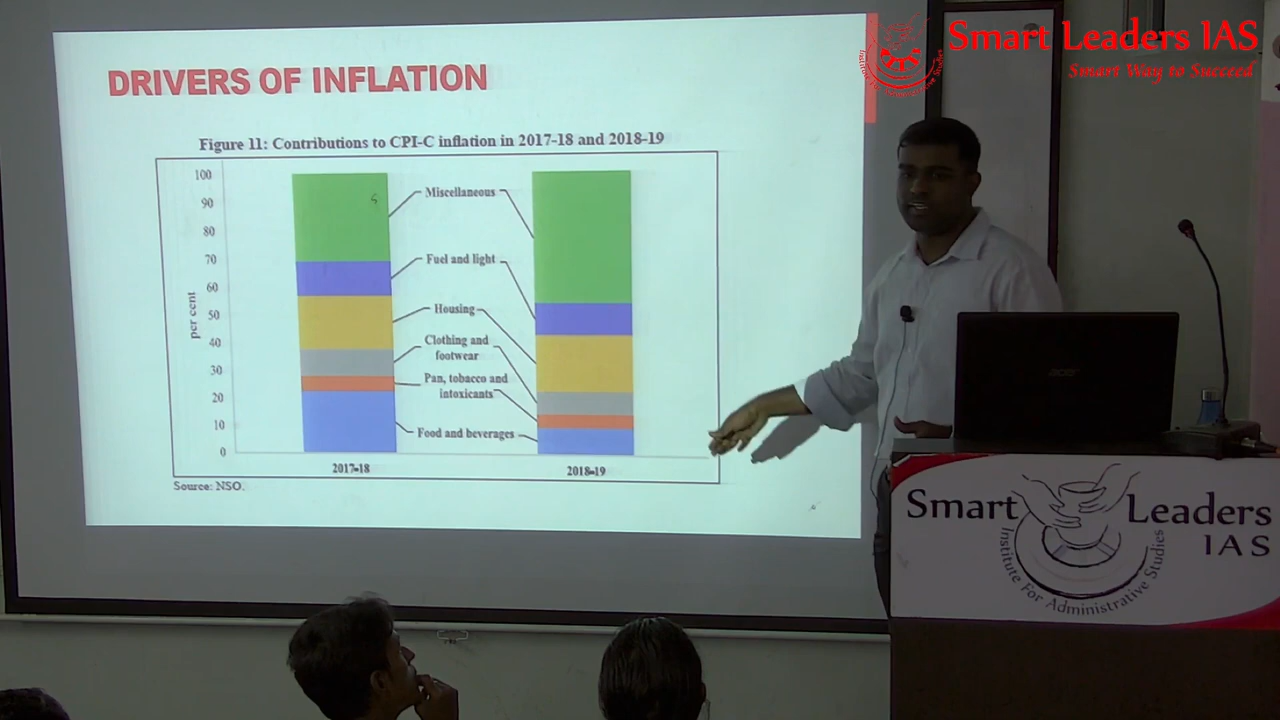 Smart Leaders IAS
Smart Way to Succeed
DRIVERS OF INFLATION
Figure 11: Contributions to CPI-C inflation in 2017-18 and 2018-19
per cent
100
90
80
70
60
50
40
30
20
10
0
Miscellaneous
Fuel and light
Housing
Clothing and
footwear
Pan, tobacco and
intoxicants
Food and beverages
2017-18
2018-19
Source: NSO.
acer
Smart Leaders
IAS
Institute For Administrative Studies